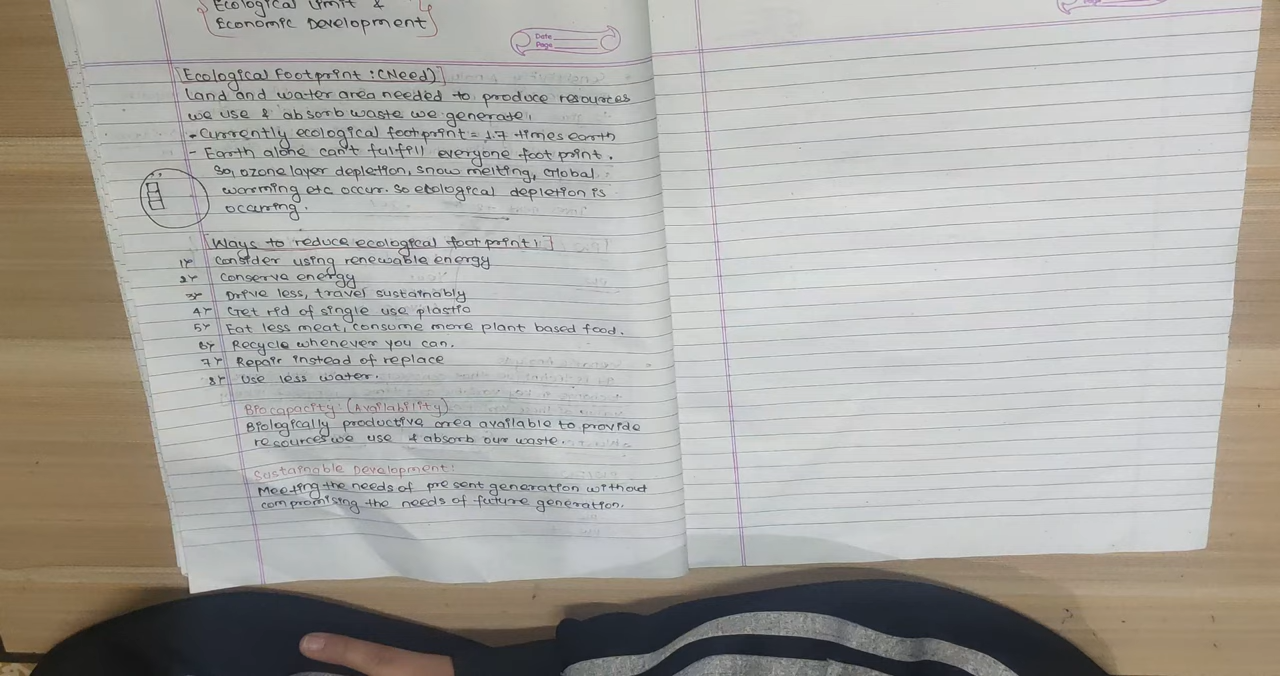 Ecological Limit &
Economic Development
Date
Page
Page
[Ecological Footprint : (Need)]
Land and water area needed to produce resources
we use & absorb waste we generate.
- Currently ecological footprint = 1.7 times earth
- Earth alone can't fulfill everyone foot print.
So, ozone layer depletion, snow melting, Global
warming etc occur. So ecological depletion is
ocurring.
[Ways to reduce ecological foot print:]
1> Consider using renewable energy
2> Conserve energy
3> Drive less, travel sustainably
4> Get rid of single use plastic
5> Eat less meat, consume more plant based food.
6> Recycle whenever you can.
7> Repair instead of replace
8> Use less water.
Biocapacity: (Availability)
Biologically productive area available to provide
resources we use & absorb our waste.
Sustainable Development:
Meeting the needs of present generation without
compromising the needs of future generation.